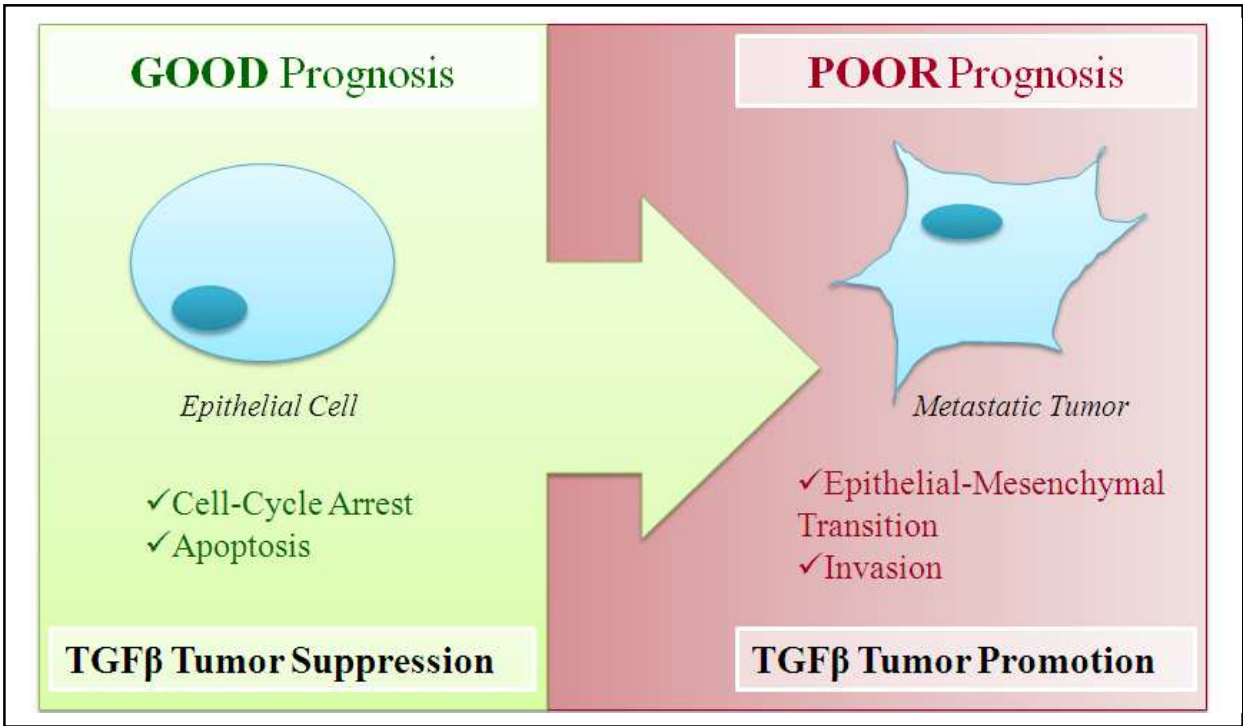 GOOD Prognosis
Epithelial Cell
✓Cell-Cycle Arrest
✓Apoptosis
TGFβ Tumor Suppression
POOR Prognosis
Metastatic Tumor
✓Epithelial-Mesenchymal
Transition
✓Invasion
TGFβ Tumor Promotion